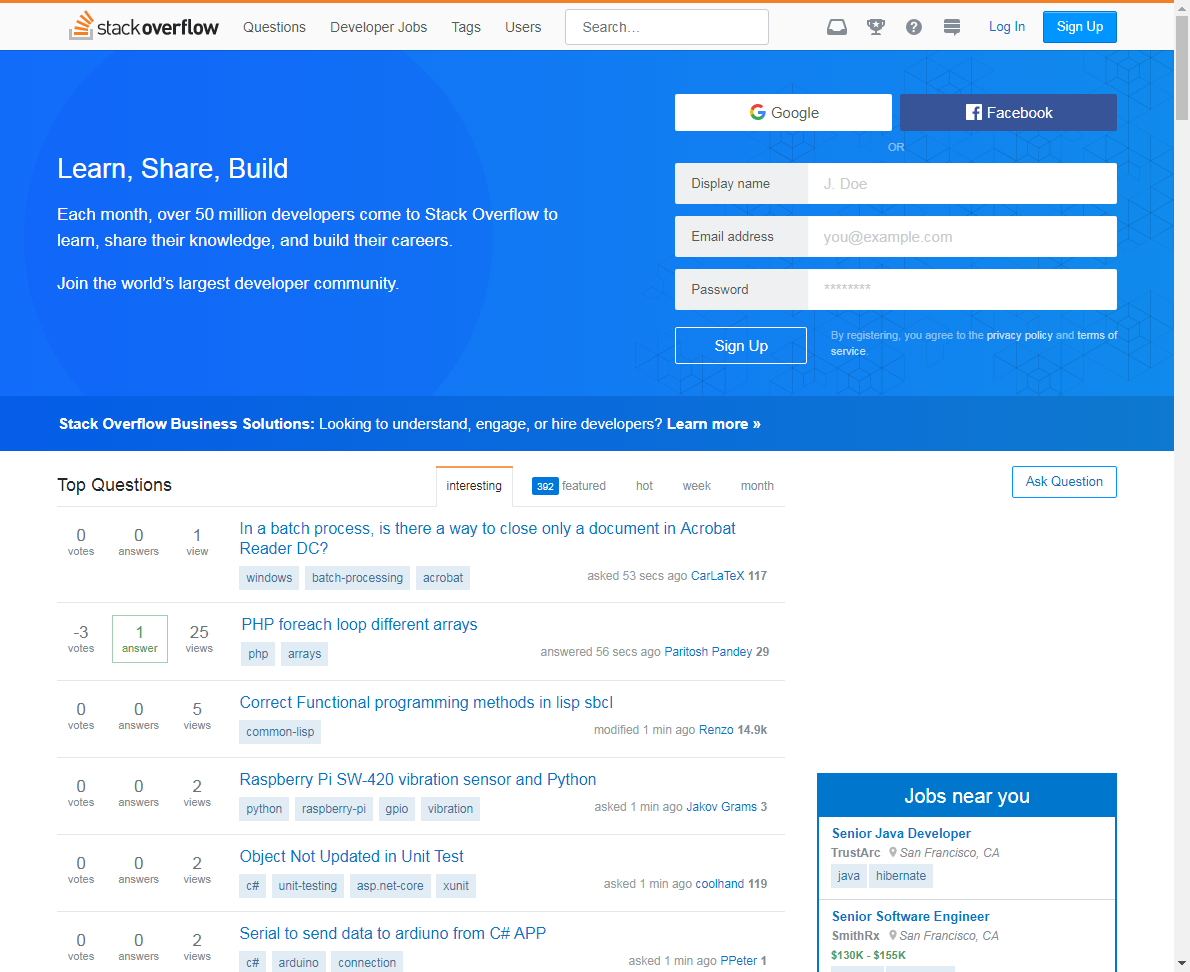 stackoverflow Questions Developer Jobs Tags Users Search... Log In Sign Up
Google Facebook
OR
Learn, Share, Build
Each month, over 50 million developers come to Stack Overflow to
learn, share their knowledge, and build their careers.
Join the world's largest developer community.
Display name J. Doe
Email address you@example.com
Password ********
Sign Up
By registering, you agree to the privacy policy and terms of
service.
Stack Overflow Business Solutions: Looking to understand, engage, or hire developers? Learn more »
Top Questions interesting 392 featured hot week month
Ask Question
0 votes 0 answers 1 view
In a batch process, is there a way to close only a document in Acrobat
Reader DC?
windows batch-processing acrobat
asked 53 secs ago CarLaTeX 117
-3 votes 1 answer 25 views
PHP foreach loop different arrays
php arrays
answered 56 secs ago Paritosh Pandey 29
0 votes 0 answers 5 views
Correct Functional programming methods in lisp sbcl
common-lisp
modified 1 min ago Renzo 14.9k
0 votes 0 answers 2 views
Raspberry Pi SW-420 vibration sensor and Python
python raspberry-pi gpio vibration
asked 1 min ago Jakov Grams 3
0 votes 0 answers 2 views
Object Not Updated in Unit Test
c# unit-testing asp.net-core xunit
asked 1 min ago coolhand 119
0 votes 0 answers 2 views
Serial to send data to ardiuno from C# APP
c# arduino connection
asked 1 min ago PPeter 1
Jobs near you
Senior Java Developer
TrustArc San Francisco, CA
java hibernate
Senior Software Engineer
SmithRx San Francisco, CA
$130K - $155K